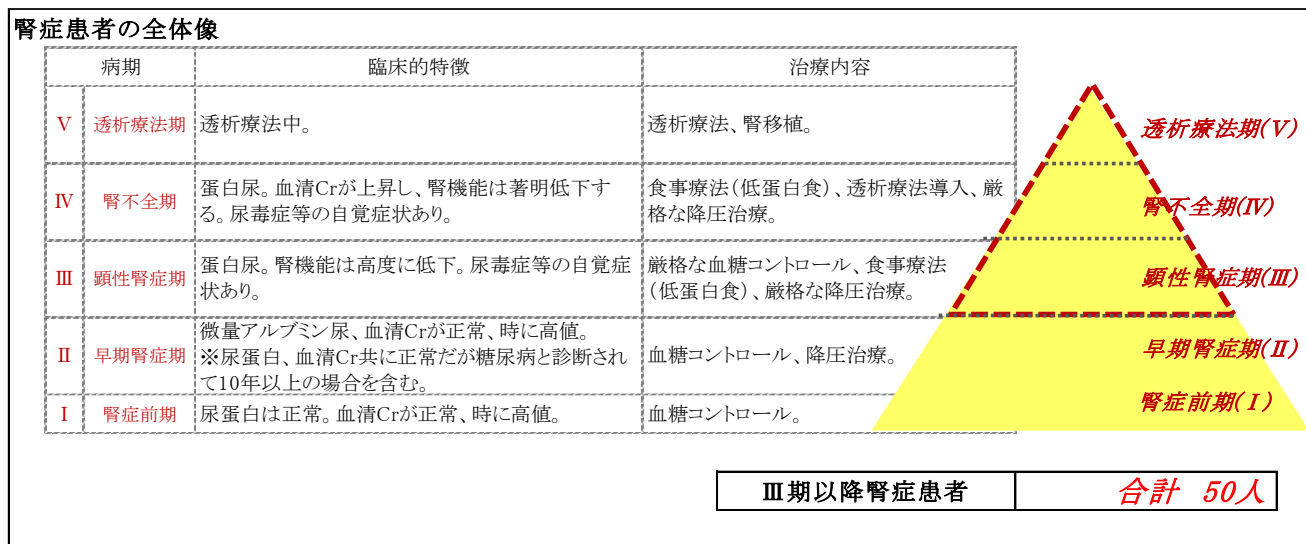 腎症患者の全体像
病期 臨床的特徴 治療内容
Ⅴ 透析療法期 透析療法中。 透析療法、腎移植。
Ⅳ 腎不全期 蛋白尿。血清Crが上昇し、腎機能は著明低下す
る。尿毒症等の自覚症状あり。
食事療法(低蛋白食)、透析療法導入、厳
格な降圧治療。
Ⅲ 顕性腎症期 蛋白尿。腎機能は高度に低下。尿毒症等の自覚症
状あり。
厳格な血糖コントロール、食事療法
(低蛋白食)、厳格な降圧治療。
Ⅱ 早期腎症期 微量アルブミン尿、血清Crが正常、時に高値。
※尿蛋白、血清Cr共に正常だが糖尿病と診断され
て10年以上の場合を含む。
血糖コントロール、降圧治療。
Ⅰ 腎症前期 尿蛋白は正常。血清Crが正常、時に高値。 血糖コントロール。
透析療法期(Ⅴ)
腎不全期(Ⅳ)
顕性腎症期(Ⅲ)
早期腎症期(Ⅱ)
腎症前期(Ⅰ)
Ⅲ期以降腎症患者 合計 50人